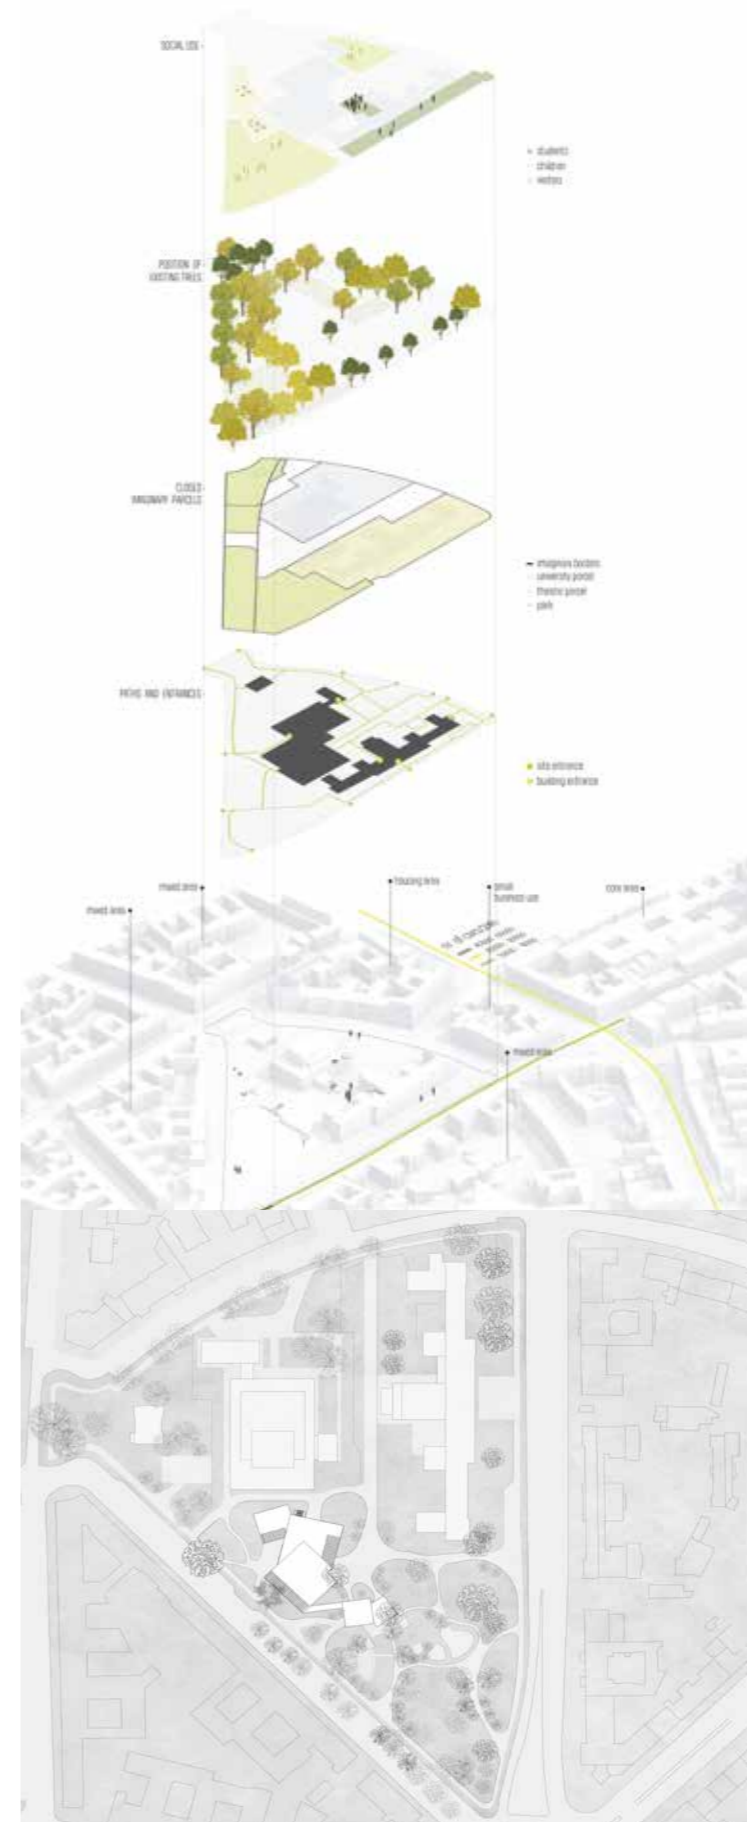 SOCIAL USE
students
children
visitors
POSITION OF
EXISTING TREES
CLOSED
IMAGINARY PARCELS
imaginary borders
university parcel
theatre parcel
park
PATHS AND ENTRANCES
site entrance
building entrance
mixed area
housing area
small
business use
core area
mixed area
mixed area